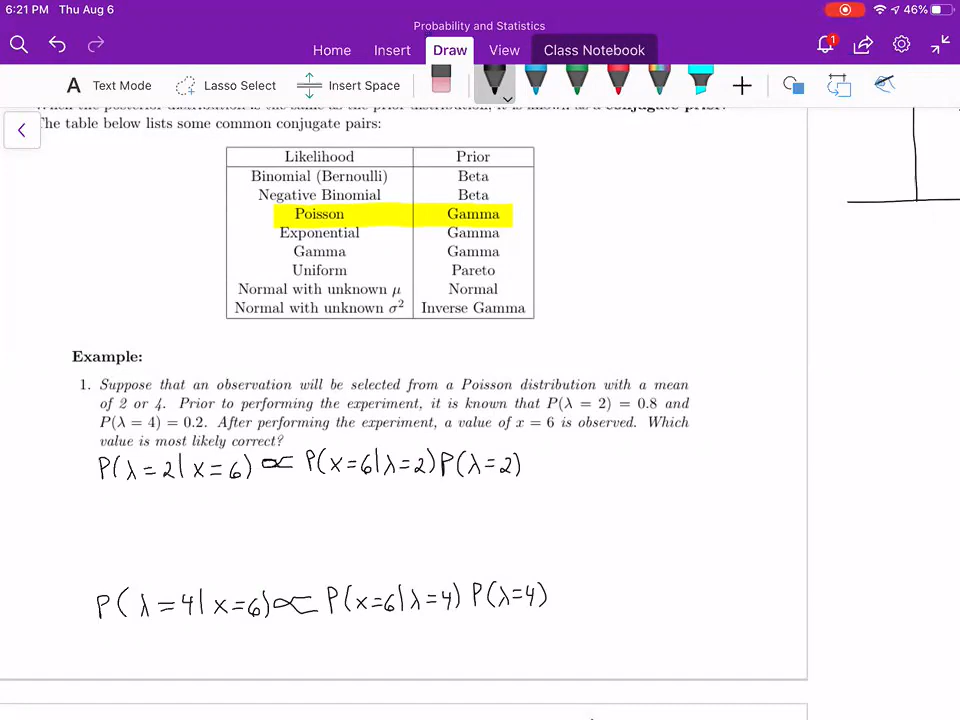 6:21 PM Thu Aug 6
46%
Probability and Statistics
Home Insert Draw View Class Notebook
1
A Text Mode Lasso Select Insert Space
The table below lists some common conjugate pairs:
Likelihood Prior
Binomial (Bernoulli) Beta
Negative Binomial Beta
Poisson Gamma
Exponential Gamma
Gamma Gamma
Uniform Pareto
Normal with unknown μ Normal
Normal with unknown σ² Inverse Gamma
Example:
1. Suppose that an observation will be selected from a Poisson distribution with a mean
of 2 or 4. Prior to performing the experiment, it is known that P(λ = 2) = 0.8 and
P(λ = 4) = 0.2. After performing the experiment, a value of x = 6 is observed. Which
value is most likely correct?
P(λ=2|x=6) ∝ P(x=6|λ=2)P(λ=2)
P(λ=4|x=6) ∝ P(x=6|λ=4) P(λ=4)